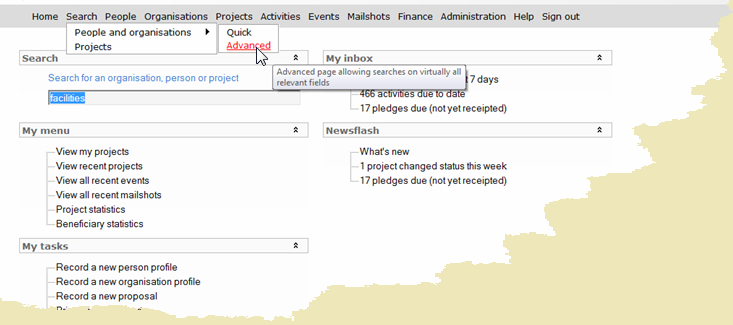 Home Search People Organisations Projects Activities Events Mailshots Finance Administration Help Sign out
People and organisations
Projects
Quick
Advanced
Advanced page allowing searches on virtually all
relevant fields
Search
Search for an organisation, person or project
facilities
My menu
View my projects
View recent projects
View all recent events
View all recent mailshots
Project statistics
Beneficiary statistics
My tasks
Record a new person profile
Record a new organisation profile
Record a new proposal
My inbox
7 days
466 activities due to date
17 pledges due (not yet receipted)
Newsflash
What's new
1 project changed status this week
17 pledges due (not yet receipted)